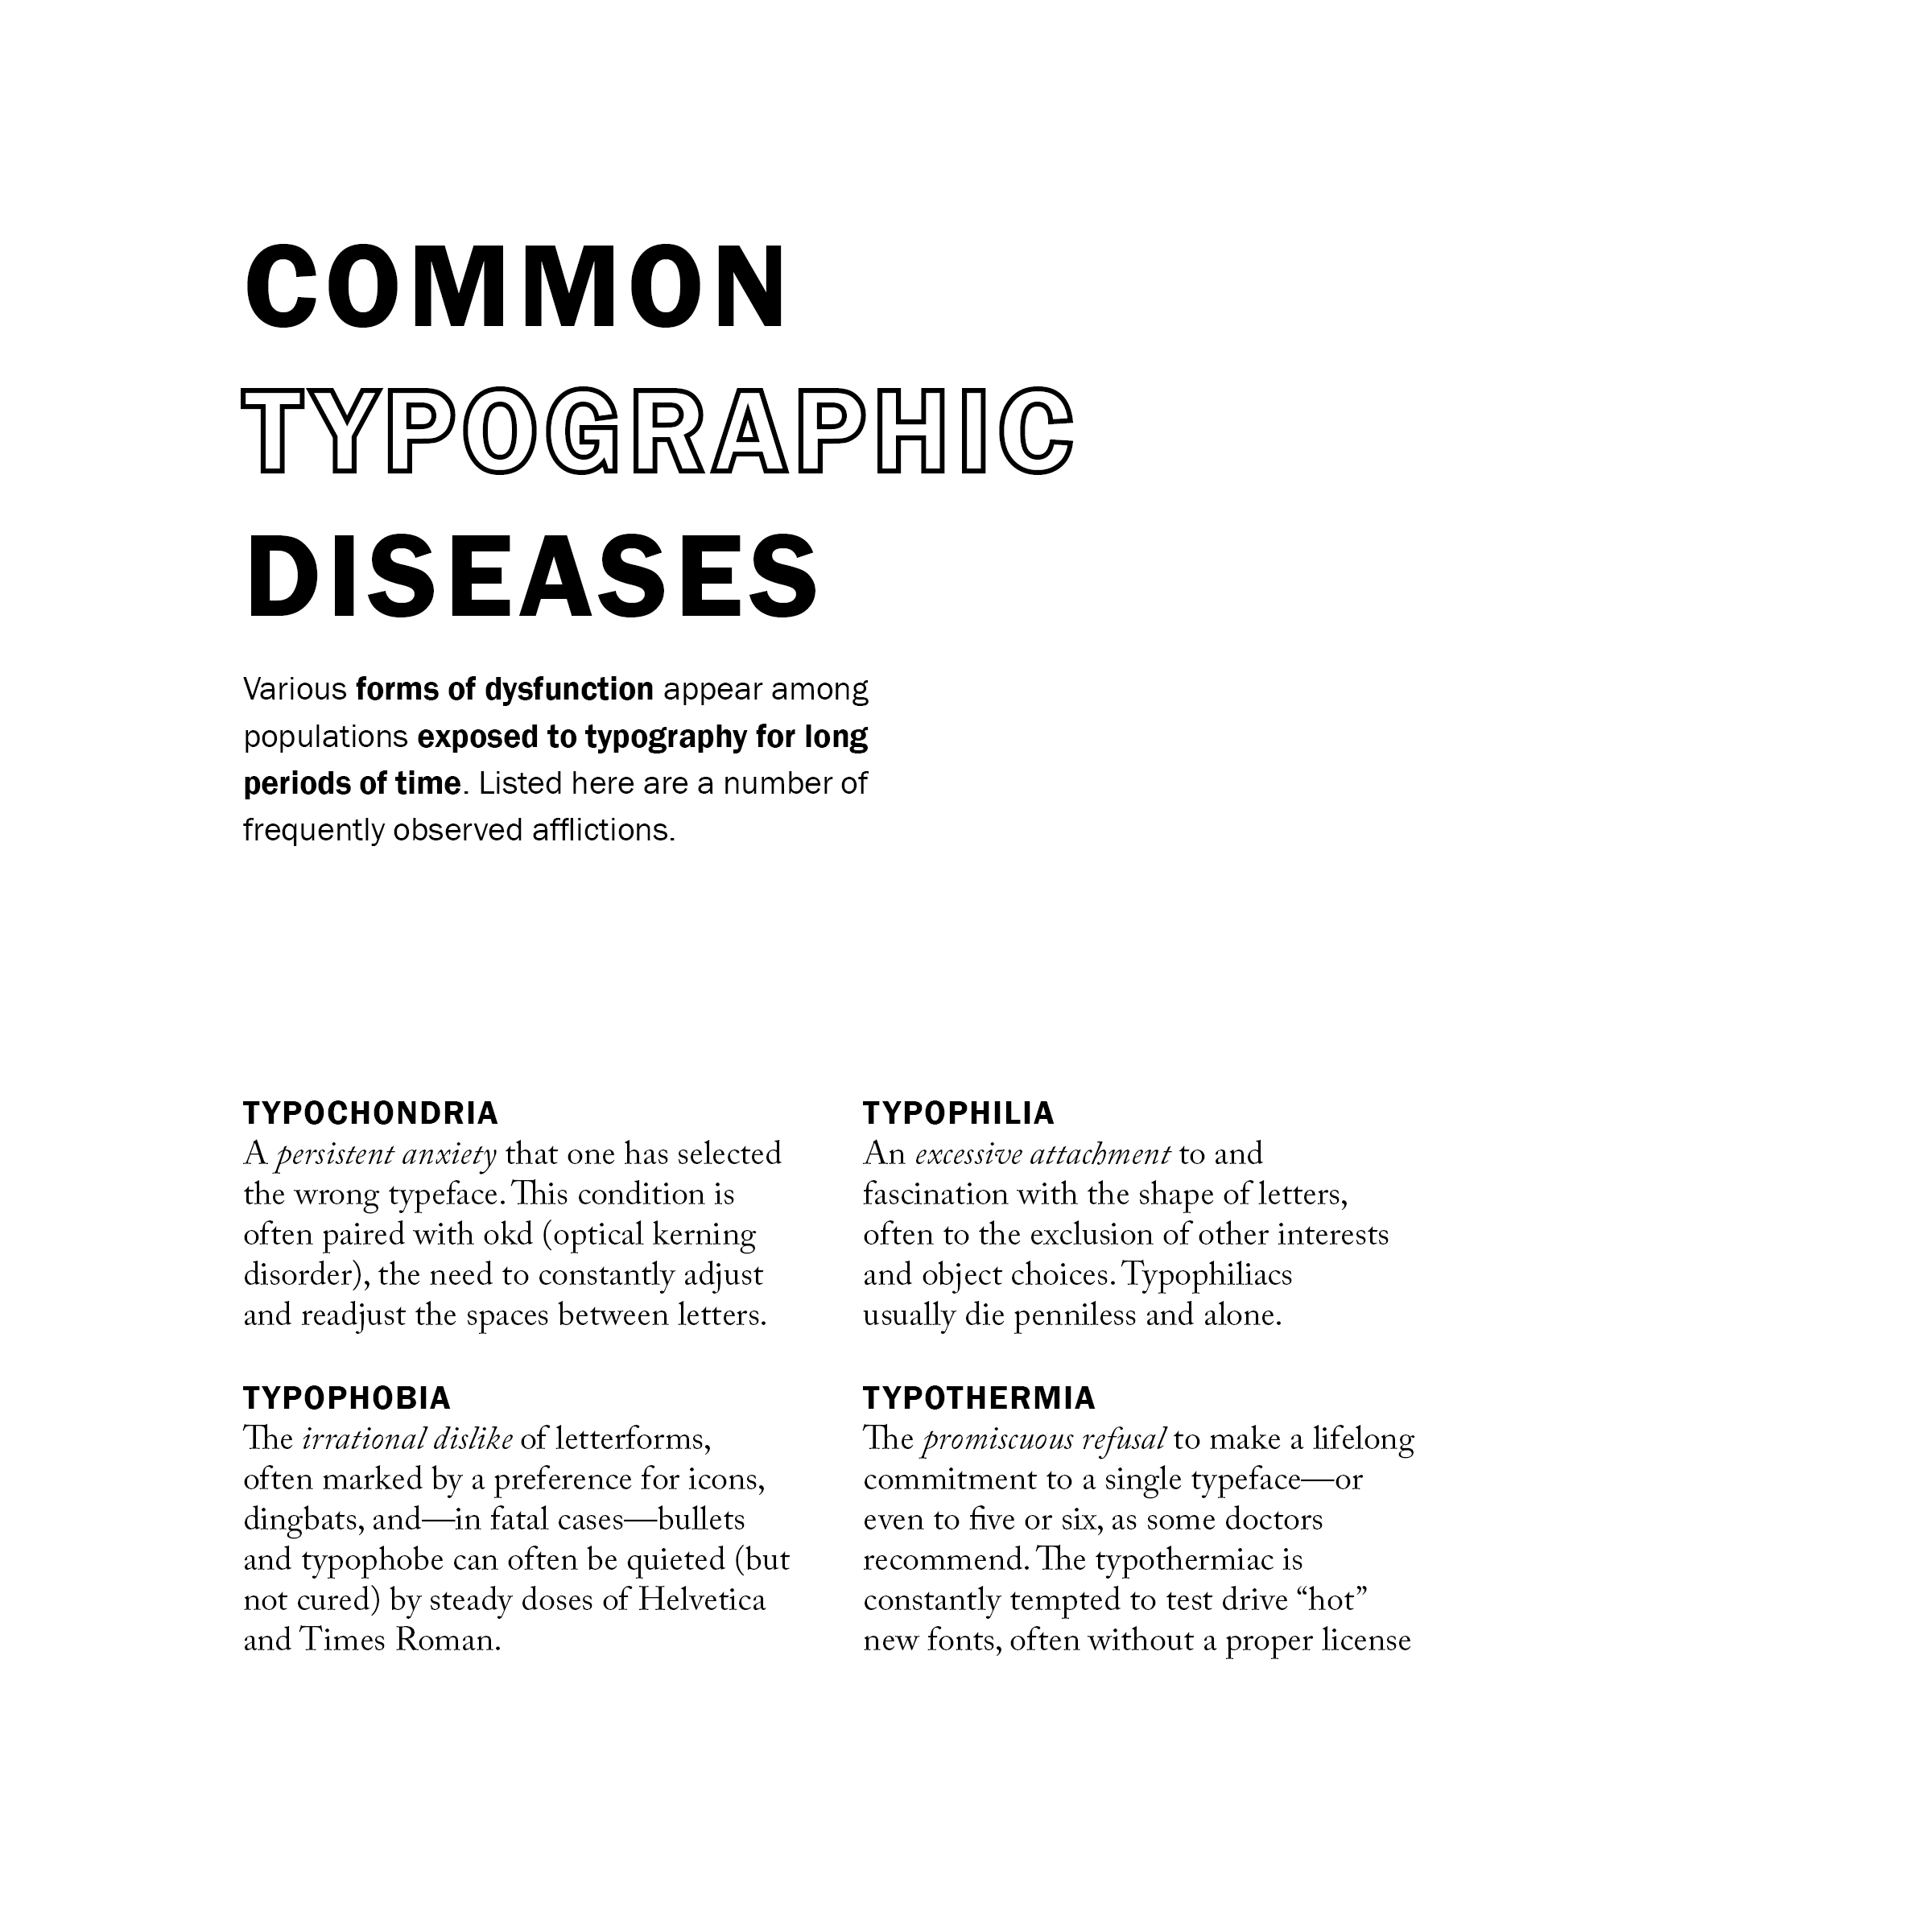 COMMON
TYPOGRAPHIC
DISEASES
Various forms of dysfunction appear among
populations exposed to typography for long
periods of time. Listed here are a number of
frequently observed afflictions.
TYPOCHONDRIA
A persistent anxiety that one has selected
the wrong typeface. This condition is
often paired with okd (optical kerning
disorder), the need to constantly adjust
and readjust the spaces between letters.
TYPOPHOBIA
The irrational dislike of letterforms,
often marked by a preference for icons,
dingbats, and—in fatal cases—bullets
and typophobe can often be quieted (but
not cured) by steady doses of Helvetica
and Times Roman.
TYPOPHILIA
An excessive attachment to and
fascination with the shape of letters,
often to the exclusion of other interests
and object choices. Typophiliacs
usually die penniless and alone.
TYPOTHERMIA
The promiscuous refusal to make a lifelong
commitment to a single typeface—or
even to five or six, as some doctors
recommend. The typothermiac is
constantly tempted to test drive “hot”
new fonts, often without a proper license